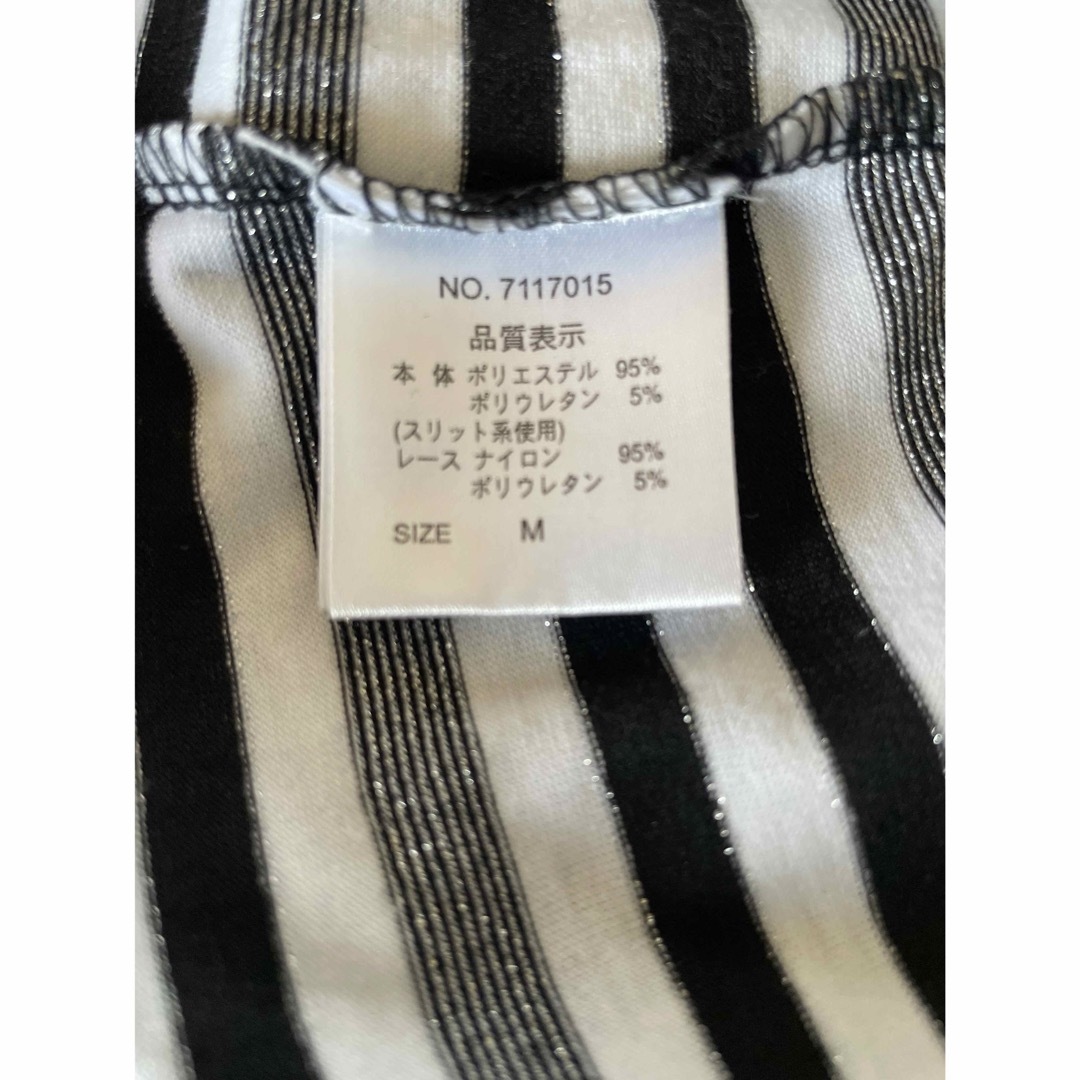 NO. 7117015
品質表示
本 体 ポリエステル 95%
ポリウレタン 5%
(スリット系使用)
レース ナイロン 95%
ポリウレタン 5%
SIZE M